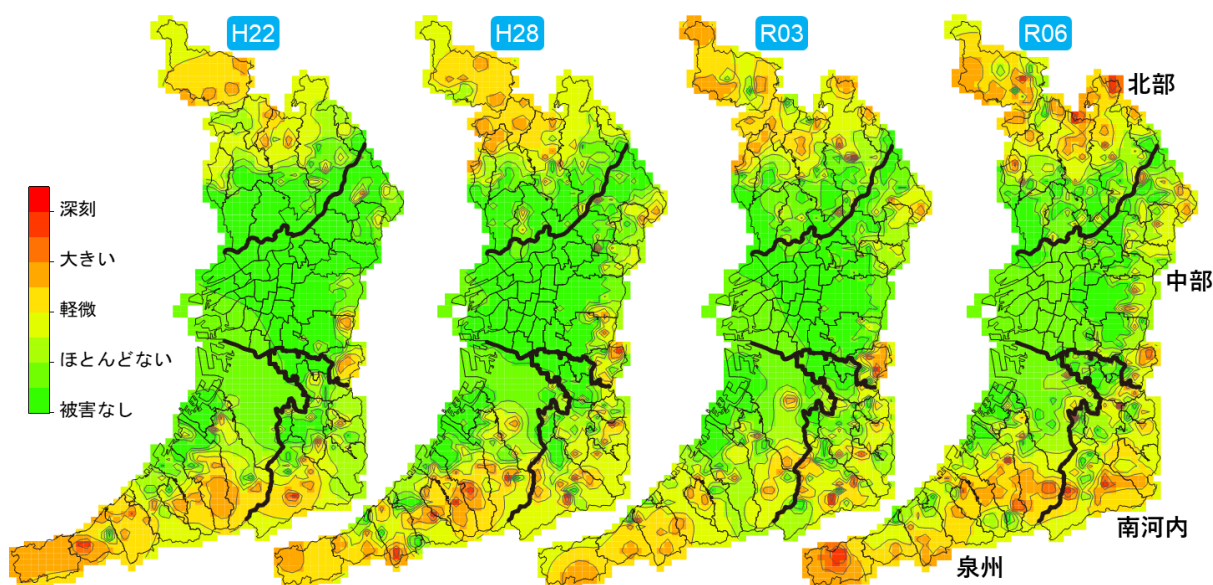 H22
H28
R03
R06
北部
深刻
大きい
軽微
ほとんどない
被害なし
中部
南河内
泉州